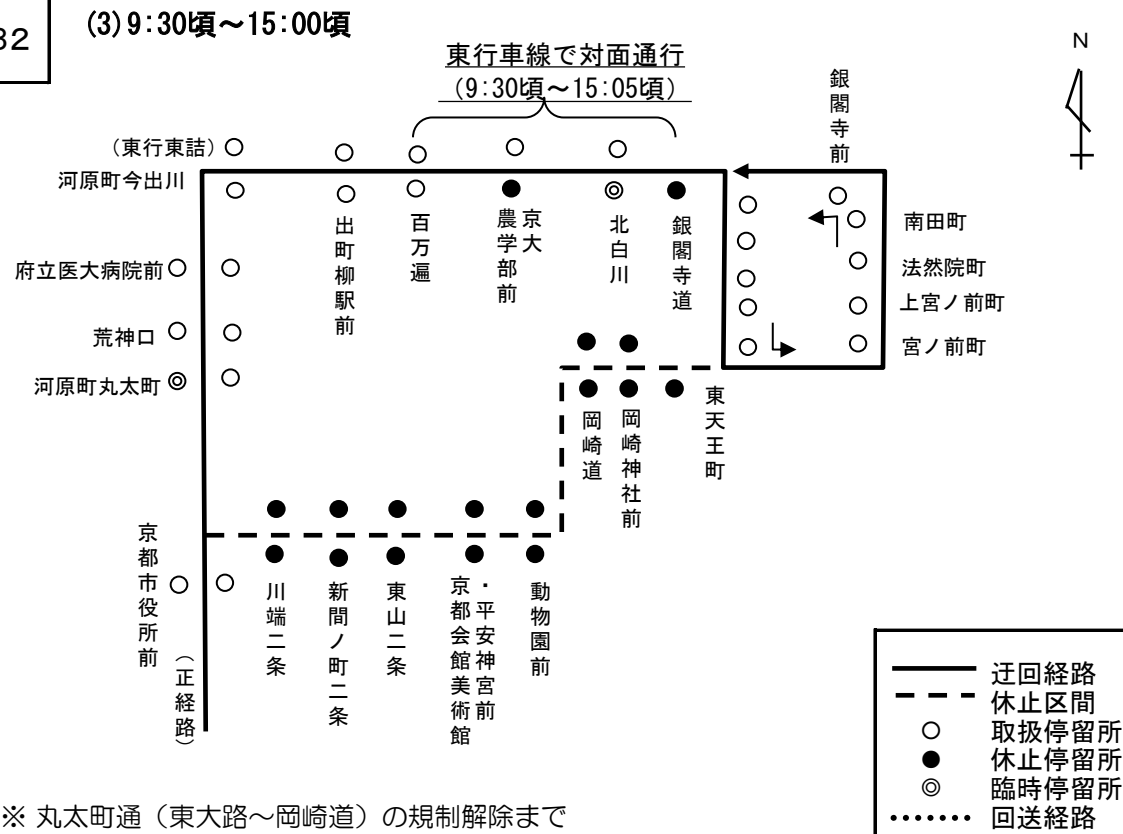 32
(3)9:30頃～15:00頃
東行車線で対面通行
(9:30頃～15:05頃)
N
銀閣寺前
(東行東詰)
河原町今出川
出町柳駅前
百万遍
京大農学部前
北白川
銀閣寺道
南田町
法然院町
上宮ノ前町
宮ノ前町
府立医大病院前
荒神口
河原町丸太町
岡崎道
岡崎神社前
東天王町
京都市役所前
(正経路)
川端二条
新間ノ町二条
東山二条
京都会館美術館
・平安神宮前
動物園前
迂回経路
休止区間
取扱停留所
休止停留所
臨時停留所
回送経路
※ 丸太町通（東大路～岡崎道）の規制解除まで